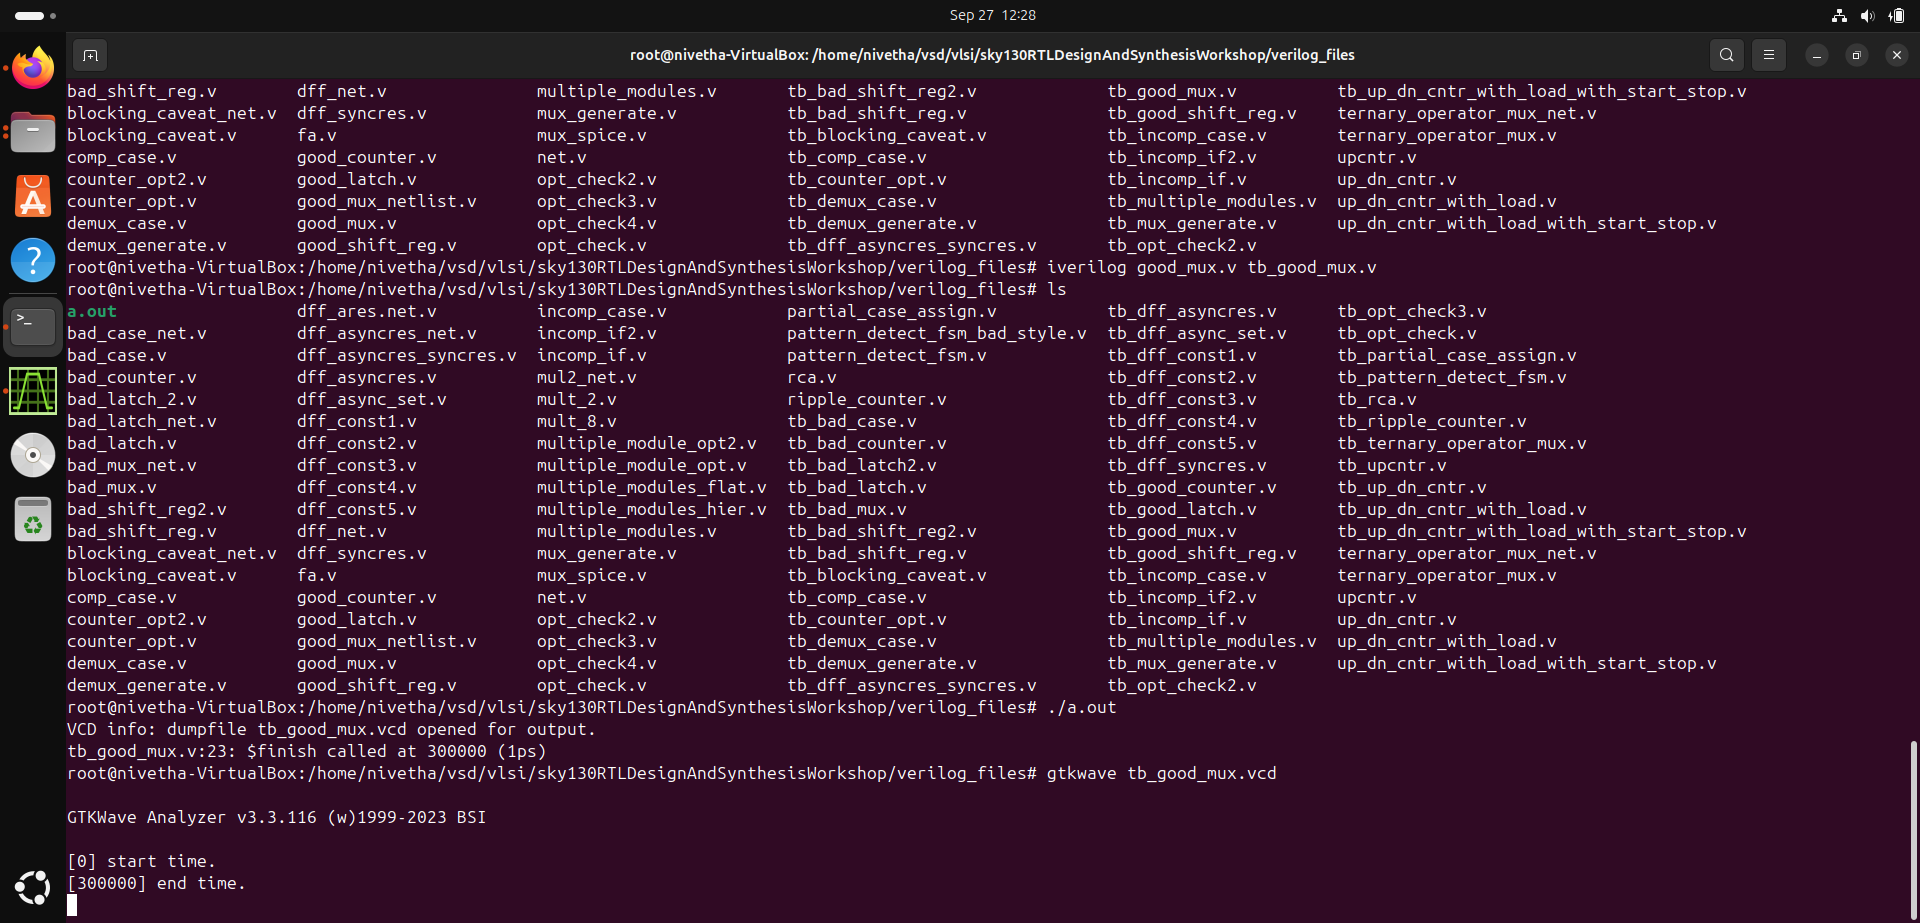 Sep 27 12:28
root@nivetha-VirtualBox: /home/nivetha/vsd/vlsi/sky130RTLDesignAndSynthesisWorkshop/verilog_files
bad_shift_reg.v dff_net.v multiple_modules.v tb_bad_shift_reg2.v tb_good_mux.v tb_up_dn_cntr_with_load_with_start_stop.v
blocking_caveat_net.v dff_syncres.v mux_generate.v tb_bad_shift_reg.v tb_good_shift_reg.v ternary_operator_mux_net.v
blocking_caveat.v fa.v mux_spice.v tb_blocking_caveat.v tb_incomp_case.v ternary_operator_mux.v
comp_case.v good_counter.v net.v tb_comp_case.v tb_incomp_if2.v upcntr.v
counter_opt2.v good_latch.v opt_check2.v tb_counter_opt.v tb_incomp_if.v up_dn_cntr.v
counter_opt.v good_mux_netlist.v opt_check3.v tb_demux_case.v tb_multiple_modules.v up_dn_cntr_with_load.v
demux_case.v good_mux.v opt_check4.v tb_demux_generate.v tb_mux_generate.v up_dn_cntr_with_load_with_start_stop.v
demux_generate.v good_shift_reg.v opt_check.v tb_dff_asyncres_syncres.v tb_opt_check2.v
root@nivetha-VirtualBox:/home/nivetha/vsd/vlsi/sky130RTLDesignAndSynthesisWorkshop/verilog_files# iverilog good_mux.v tb_good_mux.v
root@nivetha-VirtualBox:/home/nivetha/vsd/vlsi/sky130RTLDesignAndSynthesisWorkshop/verilog_files# ls
a.out dff_ares.net.v incomp_case.v partial_case_assign.v tb_dff_asyncres.v tb_opt_check3.v
bad_case_net.v dff_asyncres_net.v incomp_if2.v pattern_detect_fsm_bad_style.v tb_dff_async_set.v tb_opt_check.v
bad_case.v dff_asyncres_syncres.v incomp_if.v pattern_detect_fsm.v tb_dff_const1.v tb_partial_case_assign.v
bad_counter.v dff_asyncres.v mul2_net.v rca.v tb_dff_const2.v tb_pattern_detect_fsm.v
bad_latch_2.v dff_async_set.v mult_2.v ripple_counter.v tb_dff_const3.v tb_rca.v
bad_latch_net.v dff_const1.v mult_8.v tb_bad_case.v tb_dff_const4.v tb_ripple_counter.v
bad_latch.v dff_const2.v multiple_module_opt2.v tb_bad_counter.v tb_dff_const5.v tb_ternary_operator_mux.v
bad_mux_net.v dff_const3.v multiple_module_opt.v tb_bad_latch2.v tb_dff_syncres.v tb_upcntr.v
bad_mux.v dff_const4.v multiple_modules_flat.v tb_bad_latch.v tb_good_counter.v tb_up_dn_cntr.v
bad_shift_reg2.v dff_const5.v multiple_modules_hier.v tb_bad_mux.v tb_good_latch.v tb_up_dn_cntr_with_load.v
bad_shift_reg.v dff_net.v multiple_modules.v tb_bad_shift_reg2.v tb_good_mux.v tb_up_dn_cntr_with_load_with_start_stop.v
blocking_caveat_net.v dff_syncres.v mux_generate.v tb_bad_shift_reg.v tb_good_shift_reg.v ternary_operator_mux_net.v
blocking_caveat.v fa.v mux_spice.v tb_blocking_caveat.v tb_incomp_case.v ternary_operator_mux.v
comp_case.v good_counter.v net.v tb_comp_case.v tb_incomp_if2.v upcntr.v
counter_opt2.v good_latch.v opt_check2.v tb_counter_opt.v tb_incomp_if.v up_dn_cntr.v
counter_opt.v good_mux_netlist.v opt_check3.v tb_demux_case.v tb_multiple_modules.v up_dn_cntr_with_load.v
demux_case.v good_mux.v opt_check4.v tb_demux_generate.v tb_mux_generate.v up_dn_cntr_with_load_with_start_stop.v
demux_generate.v good_shift_reg.v opt_check.v tb_dff_asyncres_syncres.v tb_opt_check2.v
root@nivetha-VirtualBox:/home/nivetha/vsd/vlsi/sky130RTLDesignAndSynthesisWorkshop/verilog_files# ./a.out
VCD info: dumpfile tb_good_mux.vcd opened for output.
tb_good_mux.v:23: $finish called at 300000 (1ps)
root@nivetha-VirtualBox:/home/nivetha/vsd/vlsi/sky130RTLDesignAndSynthesisWorkshop/verilog_files# gtkwave tb_good_mux.vcd
GTKWave Analyzer v3.3.116 (w)1999-2023 BSI
[0] start time.
[300000] end time.